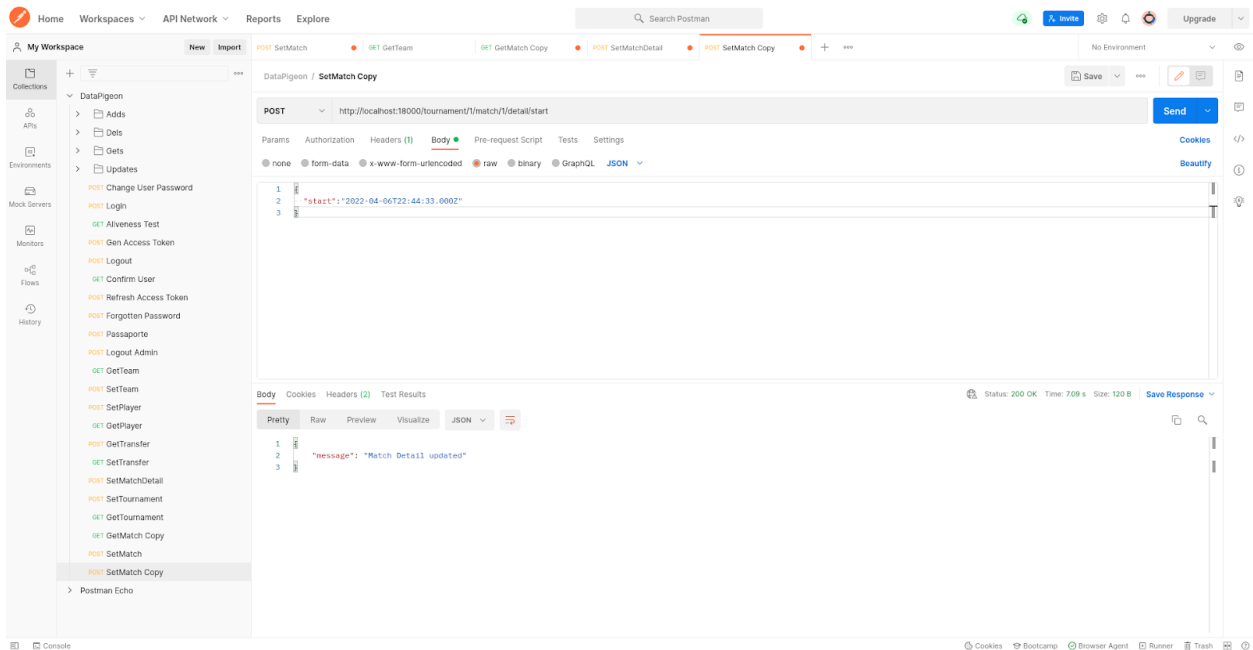 Home Workspaces API Network Reports Explore Search Postman Invite Upgrade
My Workspace New Import POST SetMatch GET GetTeam GET GetMatch Copy POST SetMatchDetail POST SetMatch Copy No Environment
Collections
APIs
Environments
Mock Servers
Monitors
Flows
History
DataPigeon
Adds
Dels
Gets
Updates
POST Change User Password
POST Login
GET Aliveness Test
POST Gen Access Token
POST Logout
GET Confirm User
POST Refresh Access Token
POST Forgotten Password
POST Passaporte
POST Logout Admin
GET GetTeam
POST SetTeam
POST SetPlayer
GET GetPlayer
POST GetTransfer
GET SetTransfer
POST SetMatchDetail
POST SetTournament
GET GetTournament
GET GetMatch Copy
POST SetMatch
POST SetMatch Copy
Postman Echo
DataPigeon / SetMatch Copy Save
POST http://localhost:18000/tournament/1/match/1/detail/start Send
Params Authorization Headers (1) Body Pre-request Script Tests Settings Cookies
none form-data x-www-form-urlencoded raw binary GraphQL JSON Beautify
1 {
2 "start":"2022-04-06T22:44:33.000Z"
3 }
Body Cookies Headers (2) Test Results Status: 200 OK Time: 7.09 s Size: 120 B Save Response
Pretty Raw Preview Visualize JSON
1 {
2 "message": "Match Detail updated"
3 }
Console Cookies Bootcamp Browser Agent Runner Trash